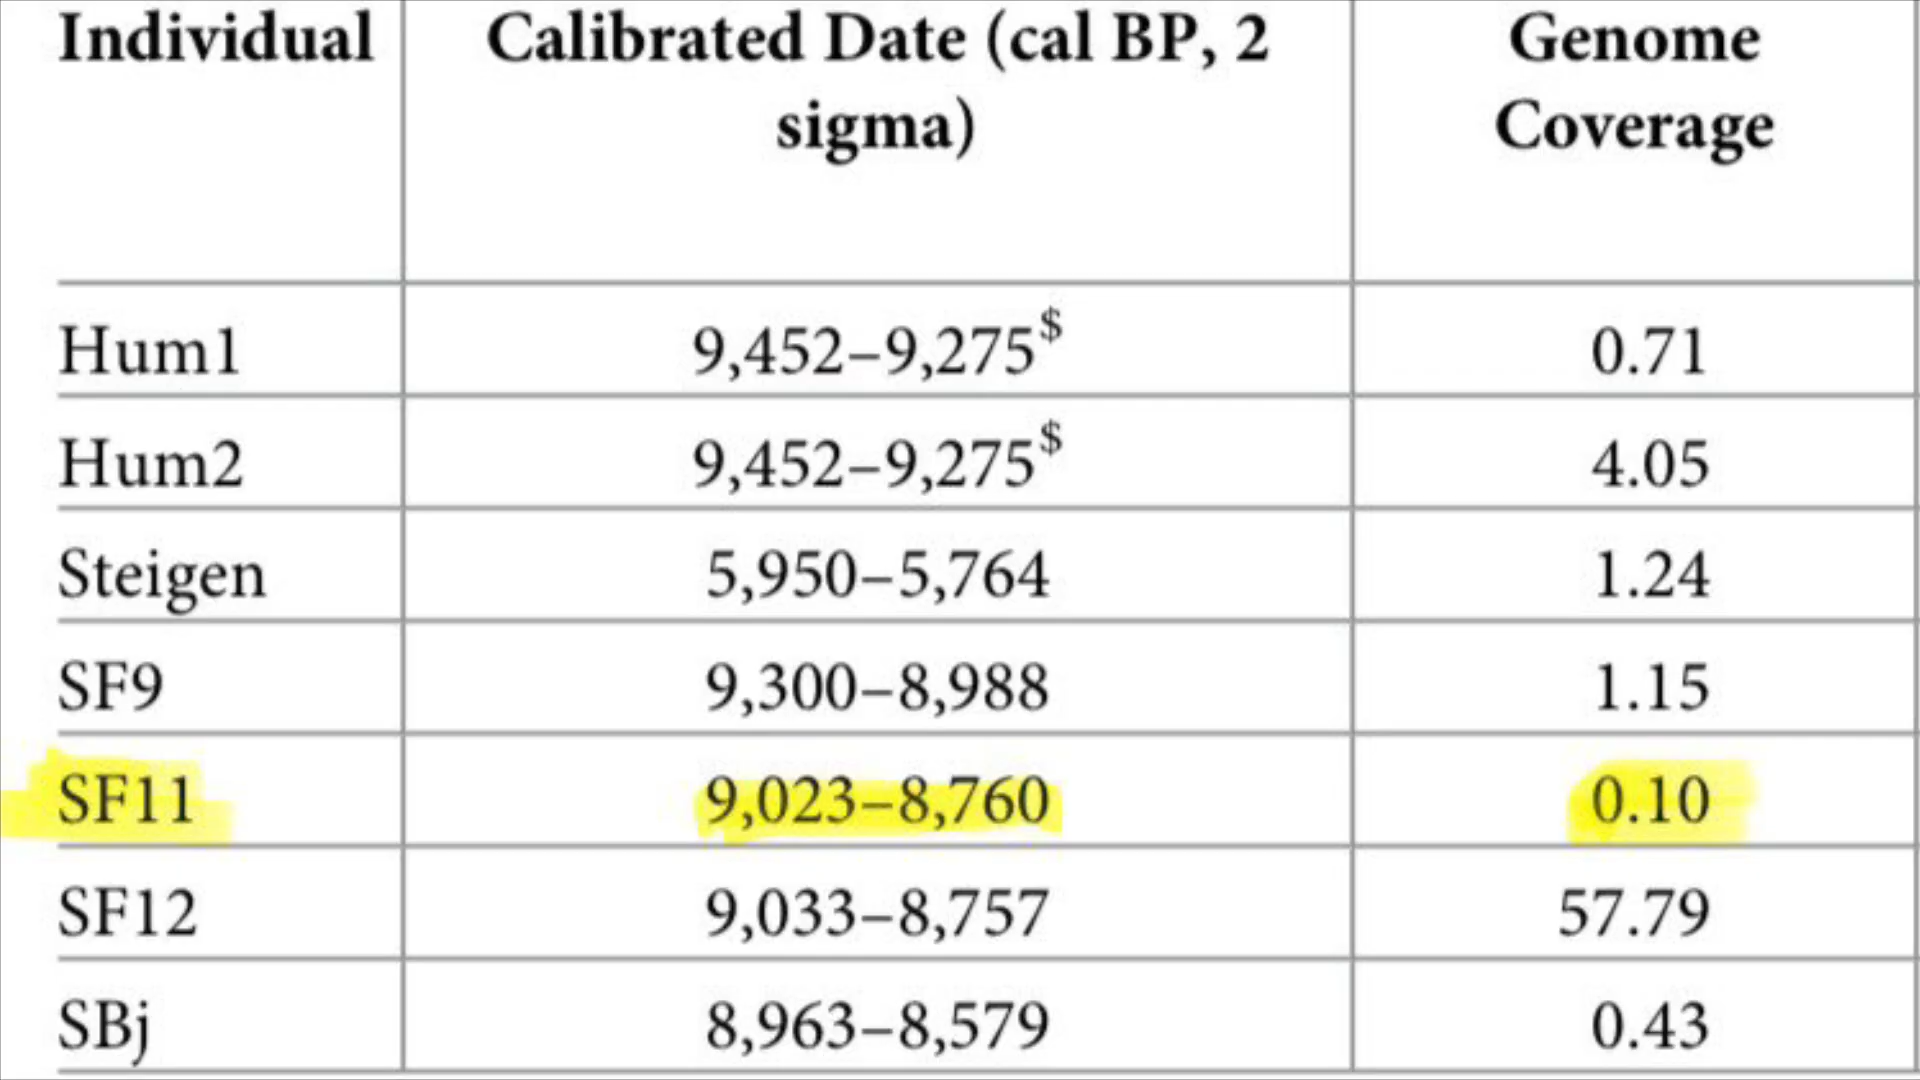 Individual Calibrated Date (cal BP, 2 sigma) Genome Coverage
Hum1 9,452–9,275$ 0.71
Hum2 9,452–9,275$ 4.05
Steigen 5,950–5,764 1.24
SF9 9,300–8,988 1.15
SF11 9,023–8,760 0.10
SF12 9,033–8,757 57.79
SBj 8,963–8,579 0.43